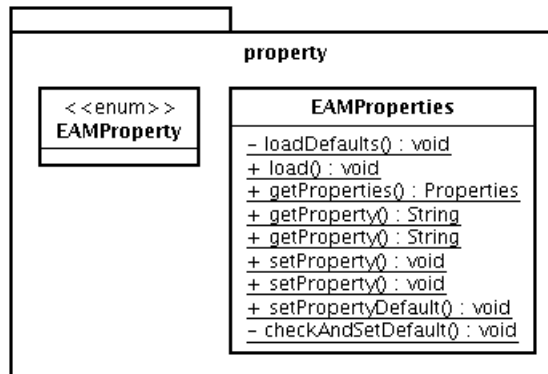 property
< <enum> >
EAMProperty
EAMProperties
- loadDefaults() : void
+ load() : void
+ getProperties() : Properties
+ getProperty() : String
+ getProperty() : String
+ setProperty() : void
+ setProperty() : void
+ setPropertyDefault() : void
- checkAndSetDefault() : void